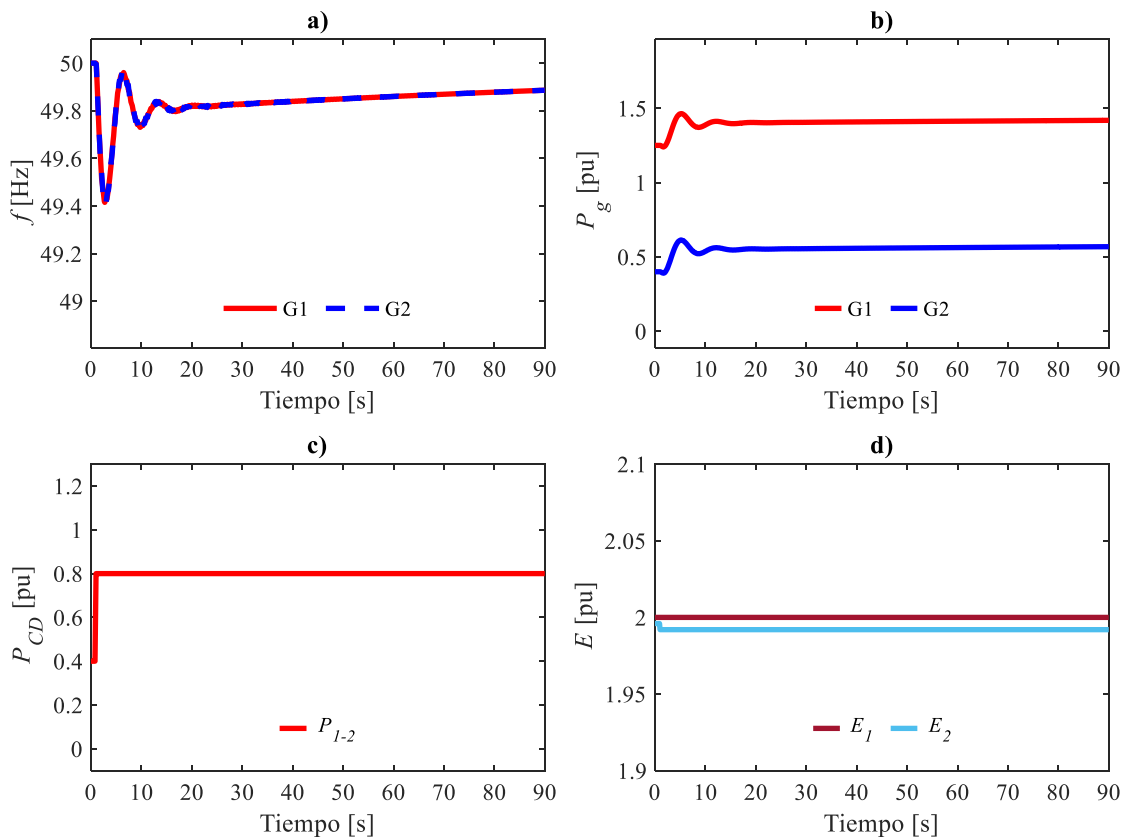 a)
50
49.8
49.6
49.4
49.2
49
f [Hz]
G1 G2
0 10 20 30 40 50 60 70 80 90
Tiempo [s]
b)
1.5
1
0.5
0
P_g [pu]
G1 G2
0 10 20 30 40 50 60 70 80 90
Tiempo [s]
c)
1.2
1
0.8
0.6
0.4
0.2
0
P_CD [pu]
P_1-2
0 10 20 30 40 50 60 70 80 90
Tiempo [s]
d)
2.1
2.05
2
1.95
1.9
E [pu]
E_1 E_2
0 10 20 30 40 50 60 70 80 90
Tiempo [s]